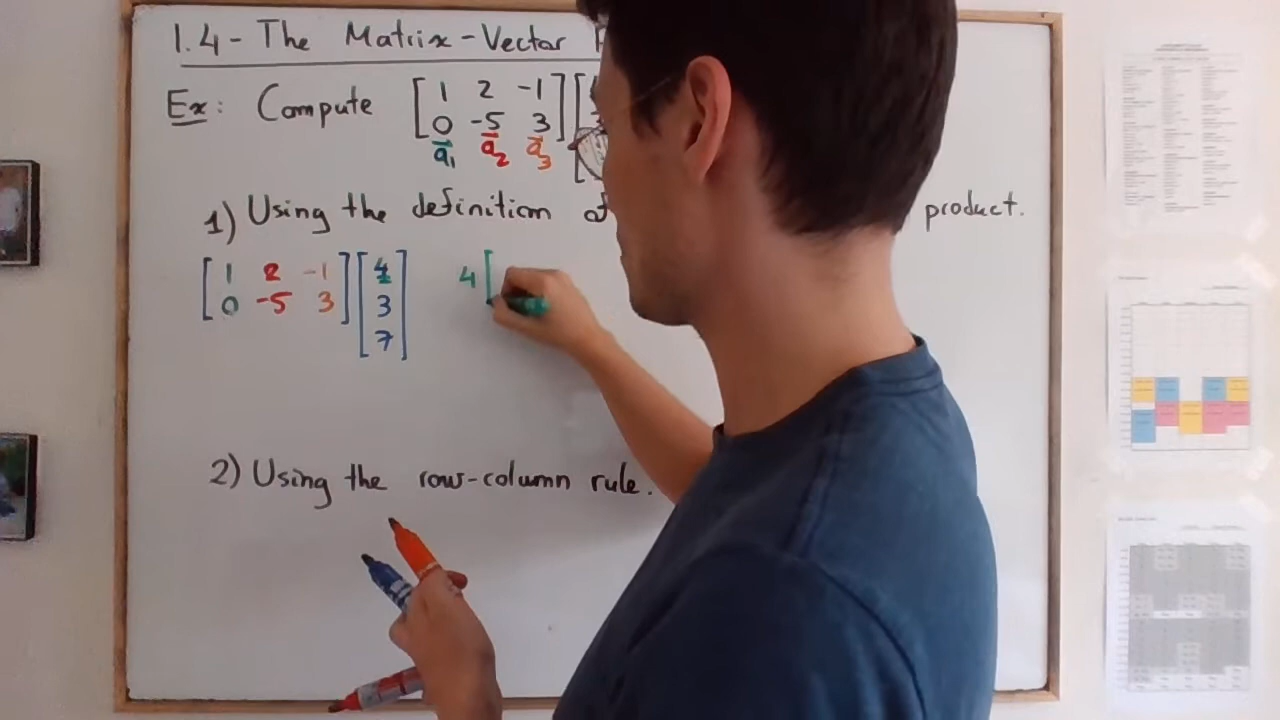 1.4 - The Matrix-Vector
Ex: Compute [ 1 2 -1 ] [
[ 0 -5 3 ]
a₁ a₂ a₃
1) Using the definition of product.
[ 1 2 -1 ] [ 4 ] 4 [
[ 0 -5 3 ] [ 3 ]
[ 7 ]
2) Using the row-column rule.